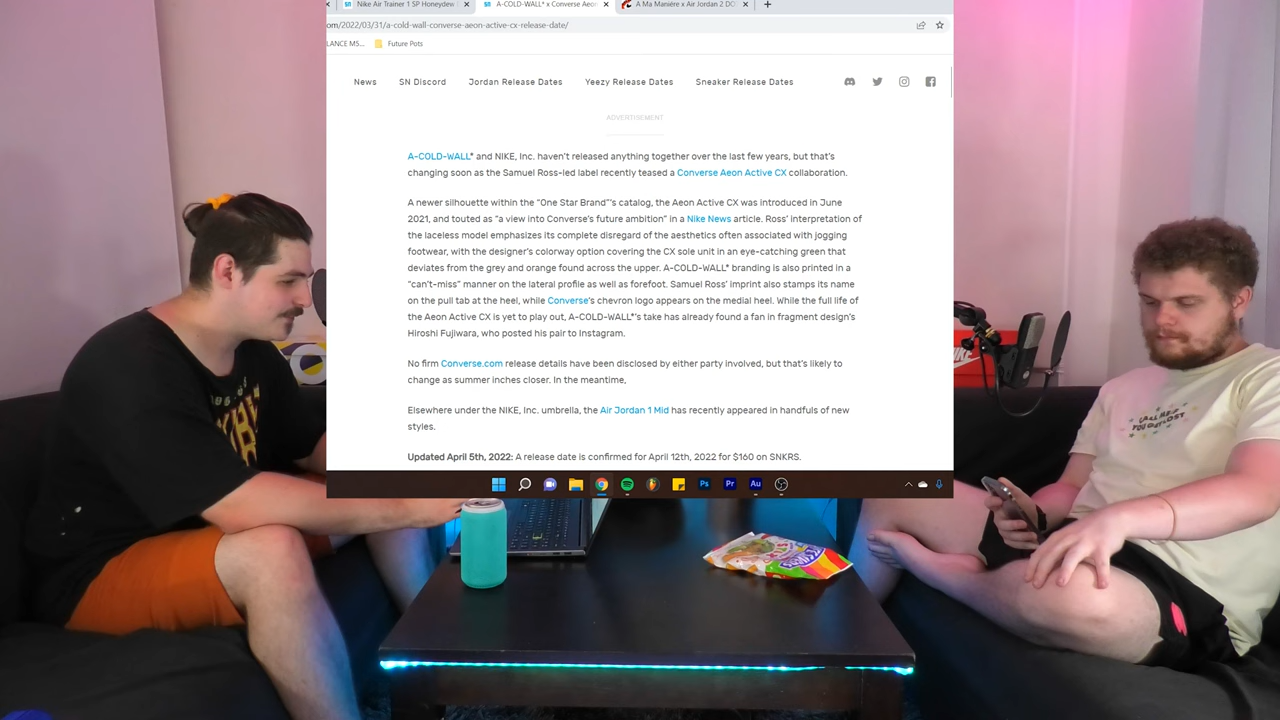 Nike Air Trainer 1 SP Honeydew
A-COLD-WALL* x Converse Aeon
A Ma Maniére x Air Jordan 2 DO
om/2022/03/31/a-cold-wall-converse-aeon-active-cx-release-date/
LANCE MS...
Future Pots
News
SN Discord
Jordan Release Dates
Yeezy Release Dates
Sneaker Release Dates
ADVERTISEMENT
A-COLD-WALL* and NIKE, Inc. haven't released anything together over the last few years, but that's
changing soon as the Samuel Ross-led label recently teased a Converse Aeon Active CX collaboration.
A newer silhouette within the "One Star Brand"'s catalog, the Aeon Active CX was introduced in June
2021, and touted as "a view into Converse's future ambition" in a Nike News article. Ross' interpretation of
the laceless model emphasizes its complete disregard of the aesthetics often associated with jogging
footwear, with the designer's colorway option covering the CX sole unit in an eye-catching green that
deviates from the grey and orange found across the upper. A-COLD-WALL* branding is also printed in a
"can't-miss" manner on the lateral profile as well as forefoot. Samuel Ross' imprint also stamps its name
on the pull tab at the heel, while Converse's chevron logo appears on the medial heel. While the full life of
the Aeon Active CX is yet to play out, A-COLD-WALL*'s take has already found a fan in fragment design's
Hiroshi Fujiwara, who posted his pair to Instagram.
No firm Converse.com release details have been disclosed by either party involved, but that's likely to
change as summer inches closer. In the meantime,
Elsewhere under the NIKE, Inc. umbrella, the Air Jordan 1 Mid has recently appeared in handfuls of new
styles.
Updated April 5th, 2022: A release date is confirmed for April 12th, 2022 for $160 on SNKRS.
Ps
Pr
Au
NIKE
CALL ME IF
YOU GET LOST